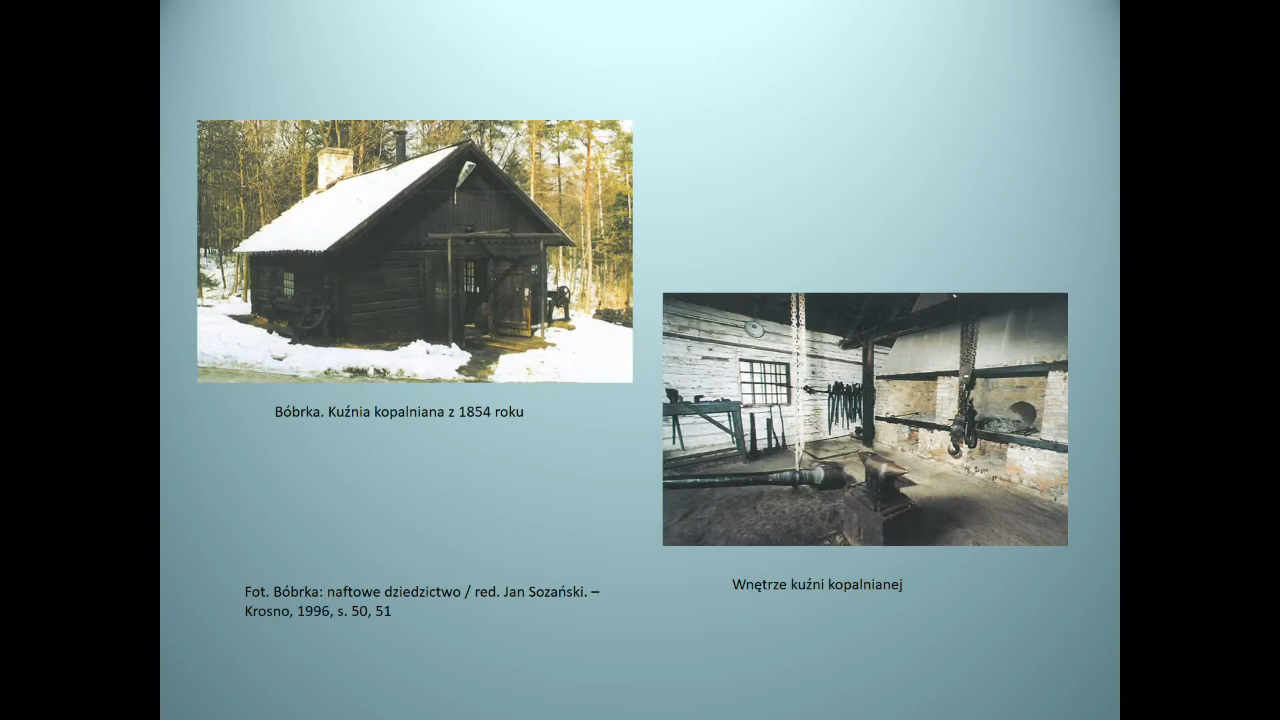 Bóbrka. Kuźnia kopalniana z 1854 roku
Wnętrze kuźni kopalnianej
Fot. Bóbrka: naftowe dziedzictwo / red. Jan Sozański. –
Krosno, 1996, s. 50, 51